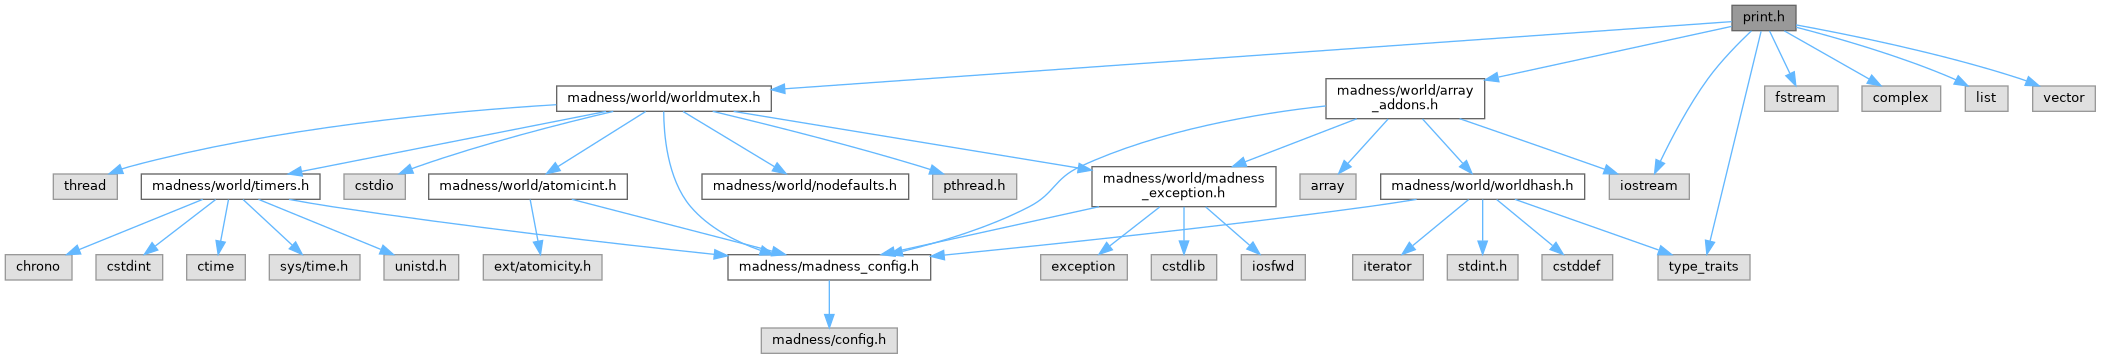 print.h
madness/world/worldmutex.h
madness/world/array
_addons.h
fstream
complex
list
vector
thread
madness/world/timers.h
cstdio
madness/world/atomicint.h
madness/world/nodefaults.h
pthread.h
madness/world/madness
_exception.h
array
madness/world/worldhash.h
iostream
chrono
cstdint
ctime
sys/time.h
unistd.h
ext/atomicity.h
madness/madness_config.h
exception
cstdlib
iosfwd
iterator
stdint.h
cstddef
type_traits
madness/config.h